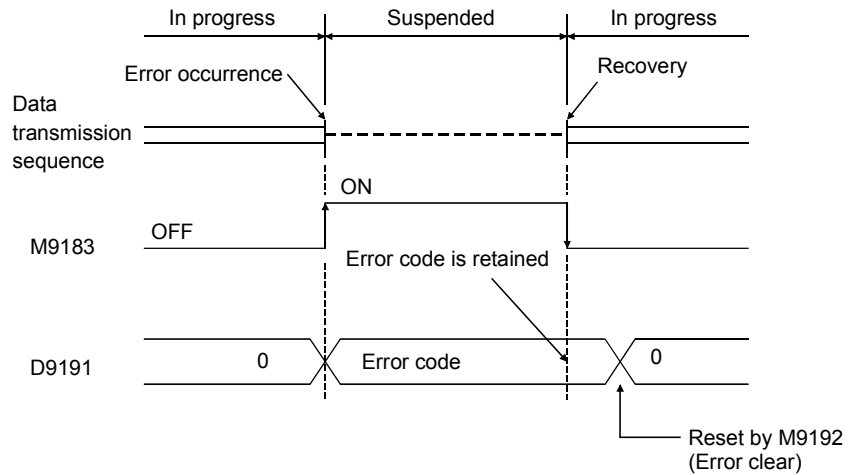 In progress
Suspended
In progress
Error occurrence
Recovery
Data
transmission
sequence
ON
OFF
M9183
Error code is retained
D9191
0
Error code
0
Reset by M9192
(Error clear)